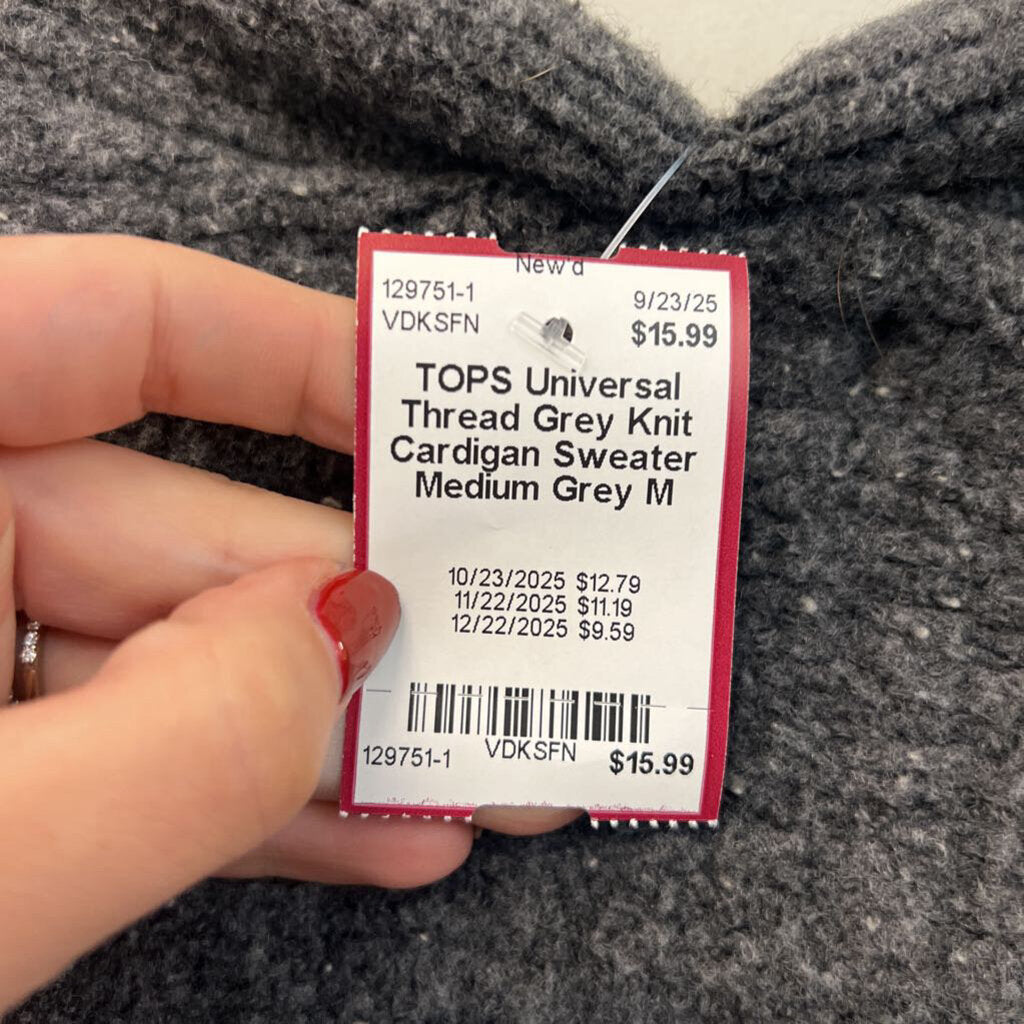 New'd
129751-1 9/23/25
VDKSFN $15.99
TOPS Universal
Thread Grey Knit
Cardigan Sweater
Medium Grey M
10/23/2025 $12.79
11/22/2025 $11.19
12/22/2025 $9.59
129751-1 VDKSFN $15.99